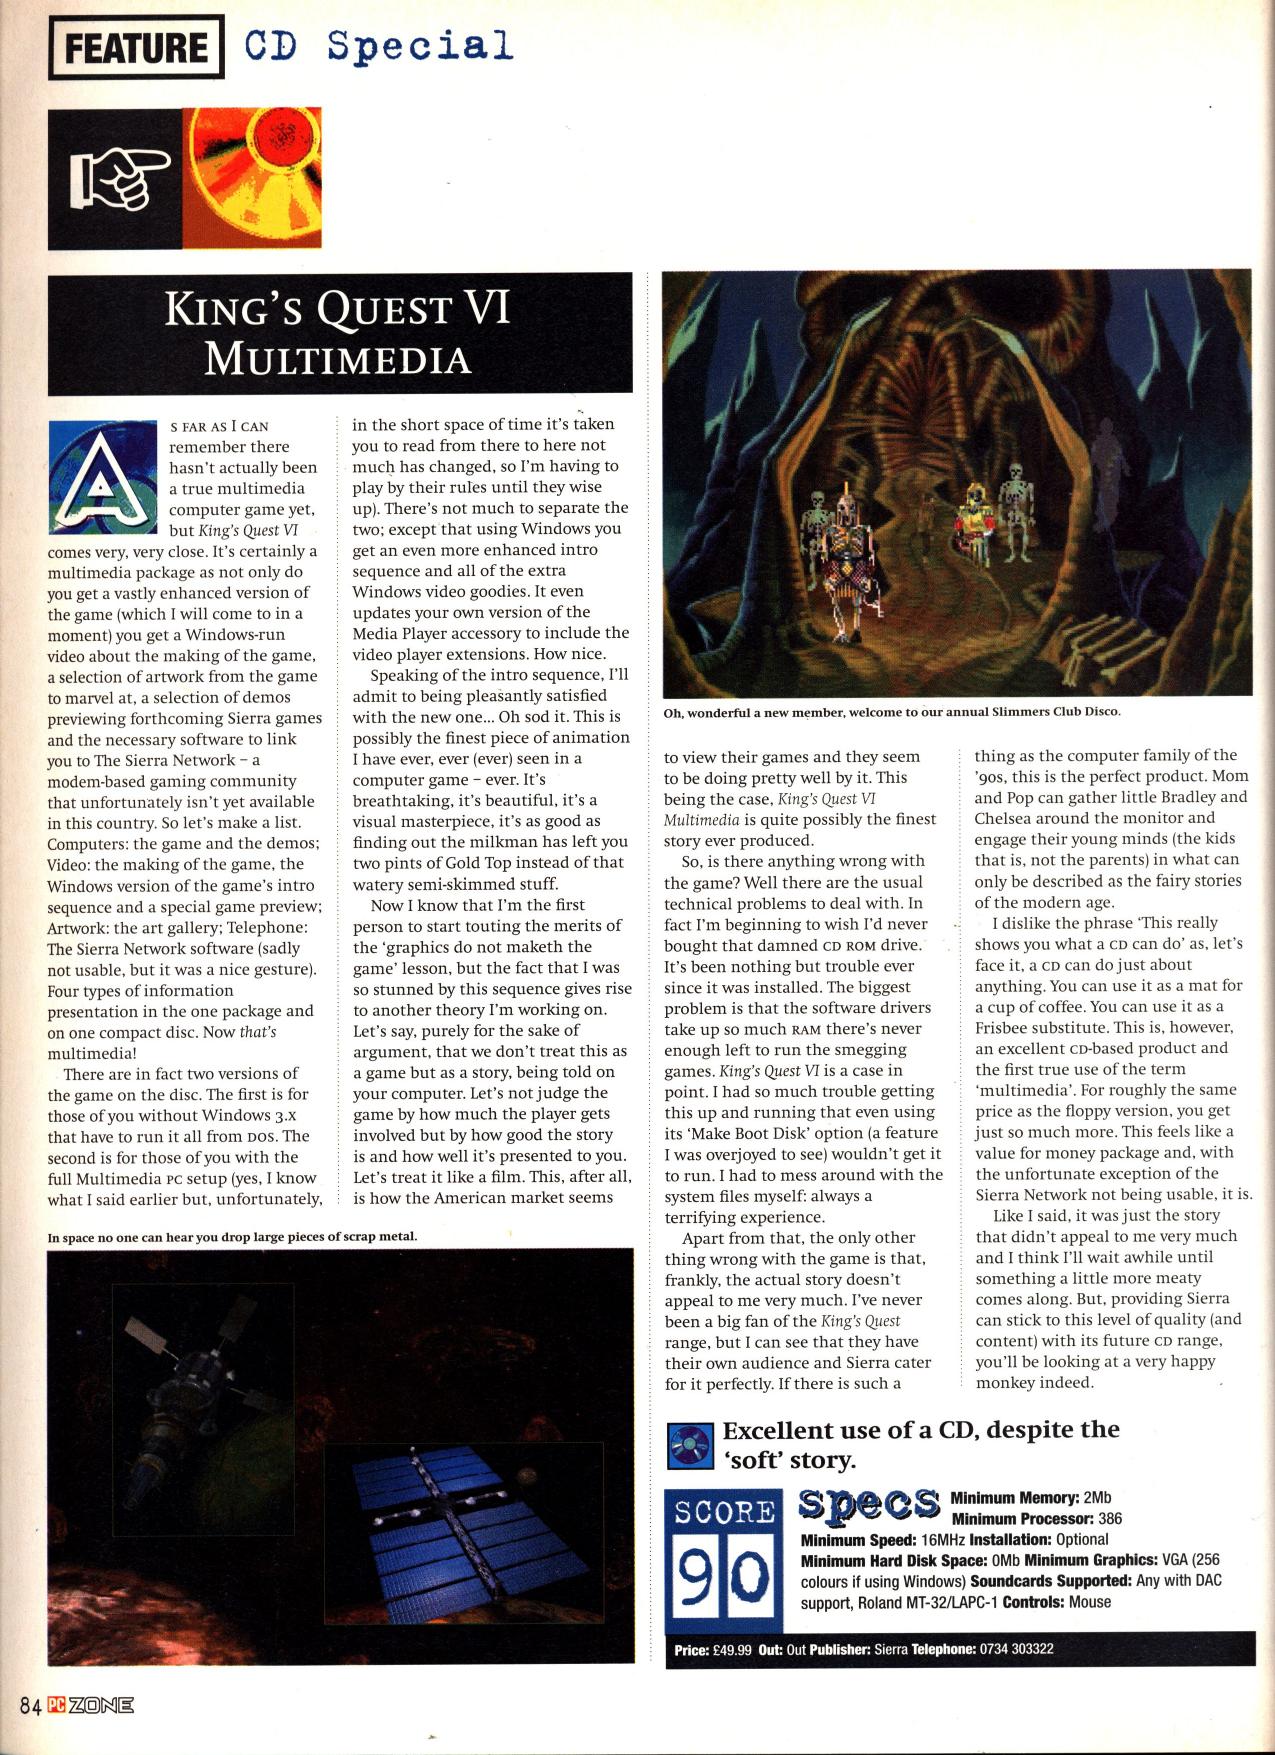 FEATURE CD Special
KING'S QUEST VI
MULTIMEDIA
AS FAR AS I CAN
remember there
hasn't actually been
a true multimedia
computer game yet,
but King's Quest VI
comes very, very close. It's certainly a
multimedia package as not only do
you get a vastly enhanced version of
the game (which I will come to in a
moment) you get a Windows-run
video about the making of the game,
a selection of artwork from the game
to marvel at, a selection of demos
previewing forthcoming Sierra games
and the necessary software to link
you to The Sierra Network – a
modem-based gaming community
that unfortunately isn't yet available
in this country. So let's make a list.
Computers: the game and the demos;
Video: the making of the game, the
Windows version of the game's intro
sequence and a special game preview;
Artwork: the art gallery; Telephone:
The Sierra Network software (sadly
not usable, but it was a nice gesture).
Four types of information
presentation in the one package and
on one compact disc. Now that's
multimedia!
There are in fact two versions of
the game on the disc. The first is for
those of you without Windows 3.x
that have to run it all from DOS. The
second is for those of you with the
full Multimedia PC setup (yes, I know
what I said earlier but, unfortunately,
in the short space of time it's taken
you to read from there to here not
much has changed, so I'm having to
play by their rules until they wise
up). There's not much to separate the
two; except that using Windows you
get an even more enhanced intro
sequence and all of the extra
Windows video goodies. It even
updates your own version of the
Media Player accessory to include the
video player extensions. How nice.
Speaking of the intro sequence, I'll
admit to being pleasantly satisfied
with the new one... Oh sod it. This is
possibly the finest piece of animation
I have ever, ever (ever) seen in a
computer game – ever. It's
breathtaking, it's beautiful, it's a
visual masterpiece, it's as good as
finding out the milkman has left you
two pints of Gold Top instead of that
watery semi-skimmed stuff.
Now I know that I'm the first
person to start touting the merits of
the 'graphics do not maketh the
game' lesson, but the fact that I was
so stunned by this sequence gives rise
to another theory I'm working on.
Let's say, purely for the sake of
argument, that we don't treat this as
a game but as a story, being told on
your computer. Let's not judge the
game by how much the player gets
involved but by how good the story
is and how well it's presented to you.
Let's treat it like a film. This, after all,
is how the American market seems
In space no one can hear you drop large pieces of scrap metal.
Oh, wonderful a new member, welcome to our annual Slimmers Club Disco.
to view their games and they seem
to be doing pretty well by it. This
being the case, King's Quest VI
Multimedia is quite possibly the finest
story ever produced.
So, is there anything wrong with
the game? Well there are the usual
technical problems to deal with. In
fact I'm beginning to wish I'd never
bought that damned CD ROM drive.
It's been nothing but trouble ever
since it was installed. The biggest
problem is that the software drivers
take up so much RAM there's never
enough left to run the smegging
games. King's Quest VI is a case in
point. I had so much trouble getting
this up and running that even using
its 'Make Boot Disk' option (a feature
I was overjoyed to see) wouldn't get it
to run. I had to mess around with the
system files myself: always a
terrifying experience.
Apart from that, the only other
thing wrong with the game is that,
frankly, the actual story doesn't
appeal to me very much. I've never
been a big fan of the King's Quest
range, but I can see that they have
their own audience and Sierra cater
for it perfectly. If there is such a
thing as the computer family of the
'90s, this is the perfect product. Mom
and Pop can gather little Bradley and
Chelsea around the monitor and
engage their young minds (the kids
that is, not the parents) in what can
only be described as the fairy stories
of the modern age.
I dislike the phrase 'This really
shows you what a CD can do' as, let's
face it, a CD can do just about
anything. You can use it as a mat for
a cup of coffee. You can use it as a
Frisbee substitute. This is, however,
an excellent CD-based product and
the first true use of the term
'multimedia'. For roughly the same
price as the floppy version, you get
just so much more. This feels like a
value for money package and, with
the unfortunate exception of the
Sierra Network not being usable, it is.
Like I said, it was just the story
that didn't appeal to me very much
and I think I'll wait awhile until
something a little more meaty
comes along. But, providing Sierra
can stick to this level of quality (and
content) with its future CD range,
you'll be looking at a very happy
monkey indeed.
Excellent use of a CD, despite the
'soft' story.
SCORE
90
specs Minimum Memory: 2Mb
Minimum Processor: 386
Minimum Speed: 16MHz Installation: Optional
Minimum Hard Disk Space: 0Mb Minimum Graphics: VGA (256
colours if using Windows) Soundcards Supported: Any with DAC
support, Roland MT-32/LAPC-1 Controls: Mouse
Price: £49.99 Out: Out Publisher: Sierra Telephone: 0734 303322
84 PC ZONE